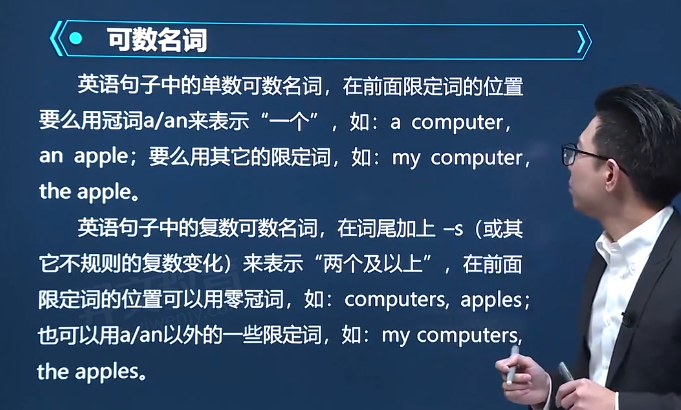 可数名词
英语句子中的单数可数名词，在前面限定词的位置
要么用冠词a/an来表示“一个”，如：a computer，
an apple；要么用其它的限定词，如：my computer，
the apple。
英语句子中的复数可数名词，在词尾加上 –s（或其
它不规则的复数变化）来表示“两个及以上”，在前面
限定词的位置可以用零冠词，如：computers, apples；
也可以用a/an以外的一些限定词，如：my computers,
the apples。